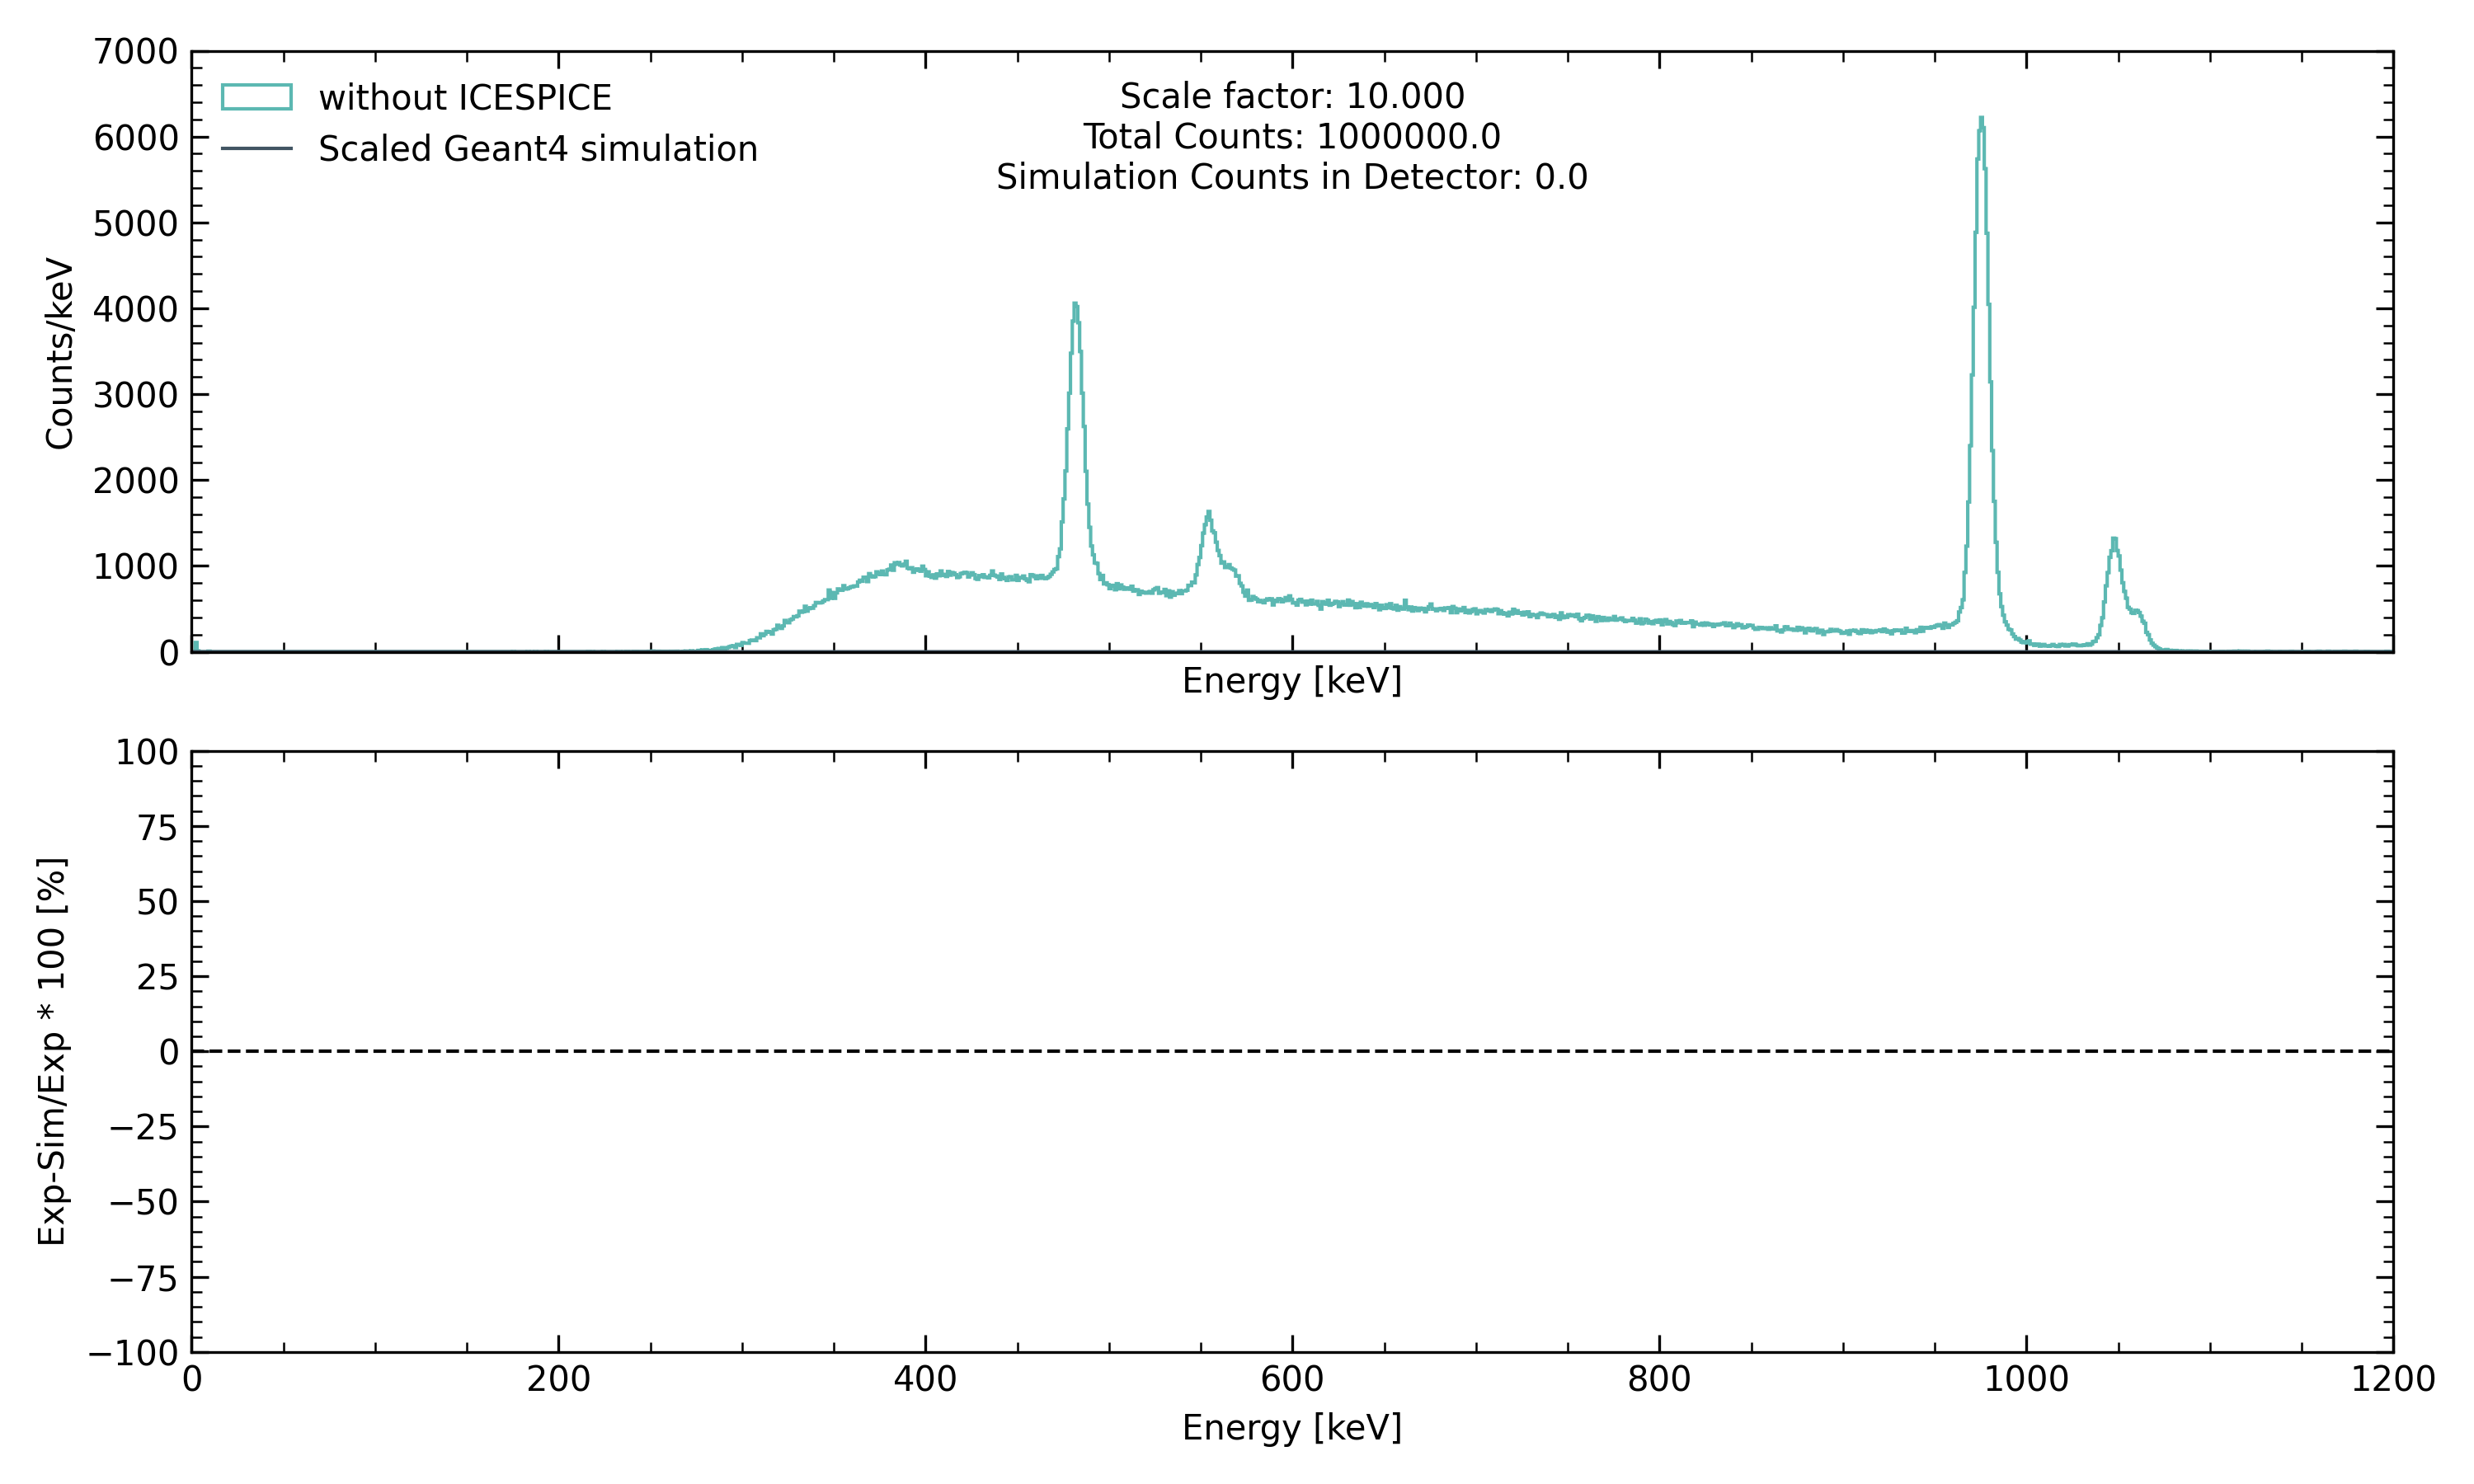 7000
6000
5000
4000
3000
2000
1000
0
Counts/keV
without ICESPICE
Scaled Geant4 simulation
Scale factor: 10.000
Total Counts: 1000000.0
Simulation Counts in Detector: 0.0
Energy [keV]
100
75
50
25
0
−25
−50
−75
−100
Exp-Sim/Exp * 100 [%]
0 200 400 600 800 1000 1200
Energy [keV]